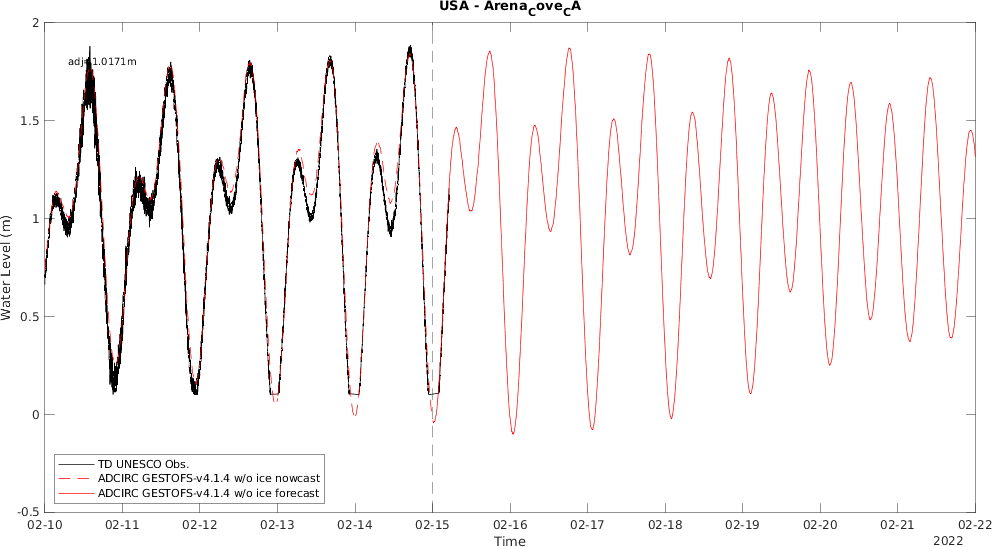 USA - ArenaCoveCA
2
adj=1.0171m
1.5
1
0.5
0
-0.5
Water Level (m)
TD UNESCO Obs.
ADCIRC GESTOFS-v4.1.4 w/o ice nowcast
ADCIRC GESTOFS-v4.1.4 w/o ice forecast
02-10 02-11 02-12 02-13 02-14 02-15 02-16 02-17 02-18 02-19 02-20 02-21 02-22
Time
2022